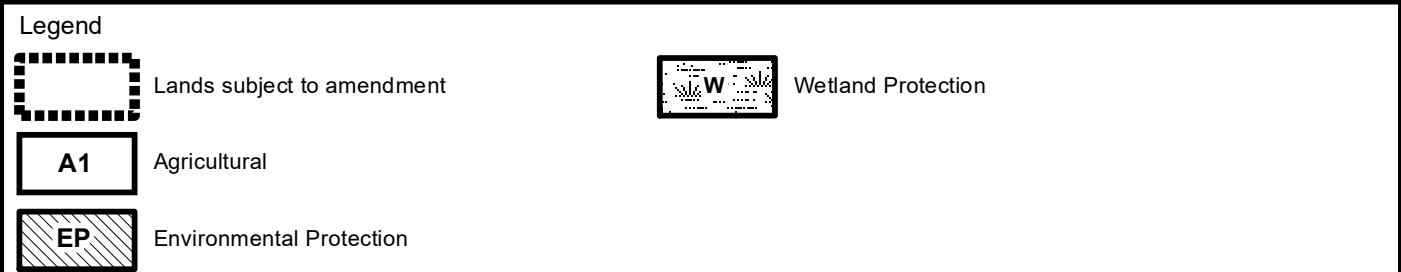 Legend
Lands subject to amendment
W Wetland Protection
A1 Agricultural
EP Environmental Protection